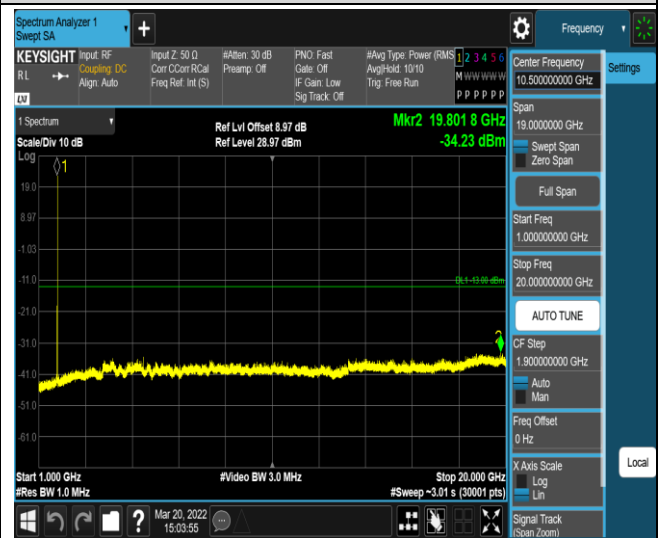 Spectrum Analyzer 1
Swept SA
+
Frequency
KEYSIGHT
RL
LXI
Input: RF
Coupling: DC
Align: Auto
Input Z: 50 Ω
Corr CCorr RCal
Freq Ref: Int (S)
#Atten: 30 dB
Preamp: Off
PNO: Fast
Gate: Off
IF Gain: Low
Sig Track: Off
#Avg Type: Power (RMS
Avg|Hold: 10/10
Trig: Free Run
1 2 3 4 5 6
M W W W W W
P P P P P P
1 Spectrum
Scale/Div 10 dB
Ref Lvl Offset 8.97 dB
Ref Level 28.97 dBm
Mkr2 19.801 8 GHz
-34.23 dBm
Log
1
19.0
8.97
-1.03
-11.0
DL1 -13.00 dBm
-21.0
-31.0
2
-41.0
-51.0
-61.0
Start 1.000 GHz
#Res BW 1.0 MHz
#Video BW 3.0 MHz
Stop 20.000 GHz
#Sweep ~3.01 s (30001 pts)
Mar 20, 2022
15:03:55
?
Center Frequency
10.500000000 GHz
Settings
Span
19.0000000 GHz
Swept Span
Zero Span
Full Span
Start Freq
1.000000000 GHz
Stop Freq
20.000000000 GHz
AUTO TUNE
CF Step
1.900000000 GHz
Auto
Man
Freq Offset
0 Hz
X Axis Scale
Log
Lin
Local
Signal Track
(Span Zoom)